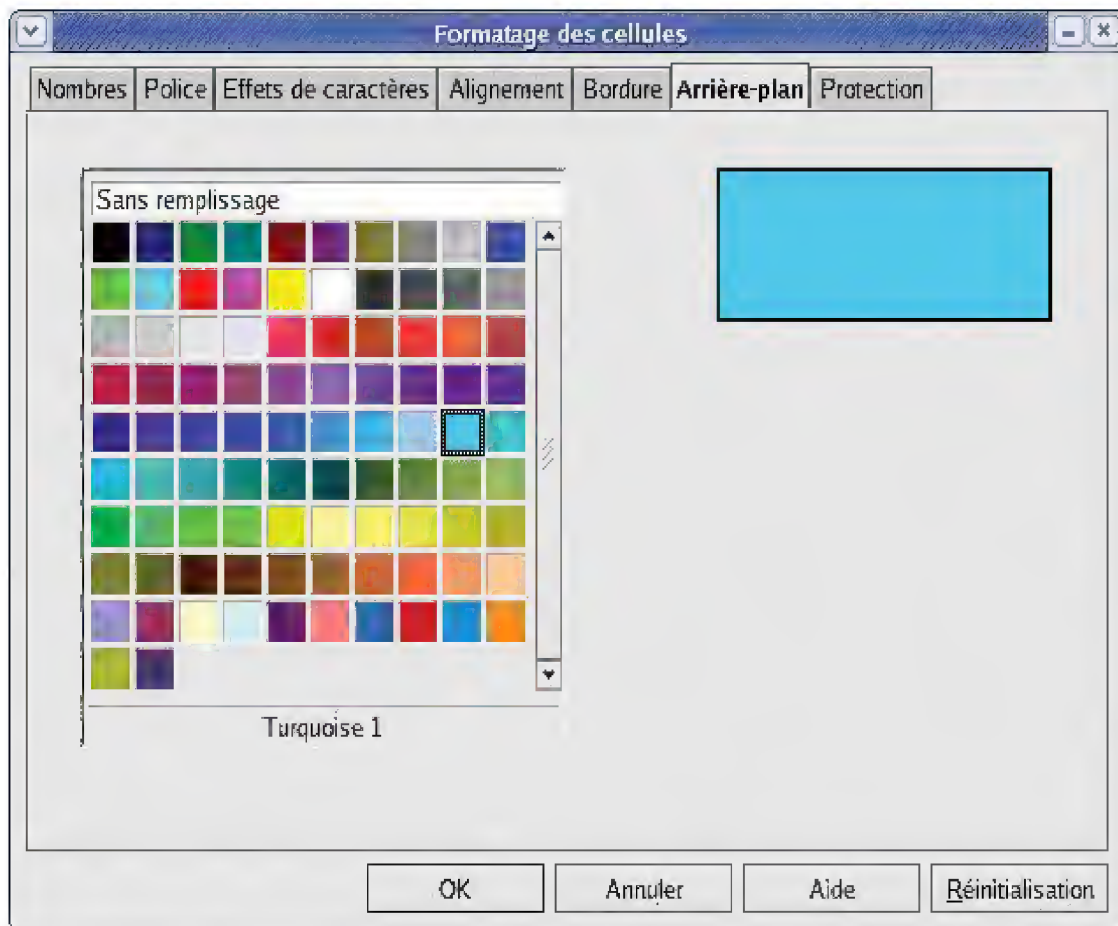 Formatage des cellules
Nombres Police Effets de caractères Alignement Bordure Arrière-plan Protection
Sans remplissage
Turquoise 1
OK Annuler Aide Réinitialisation